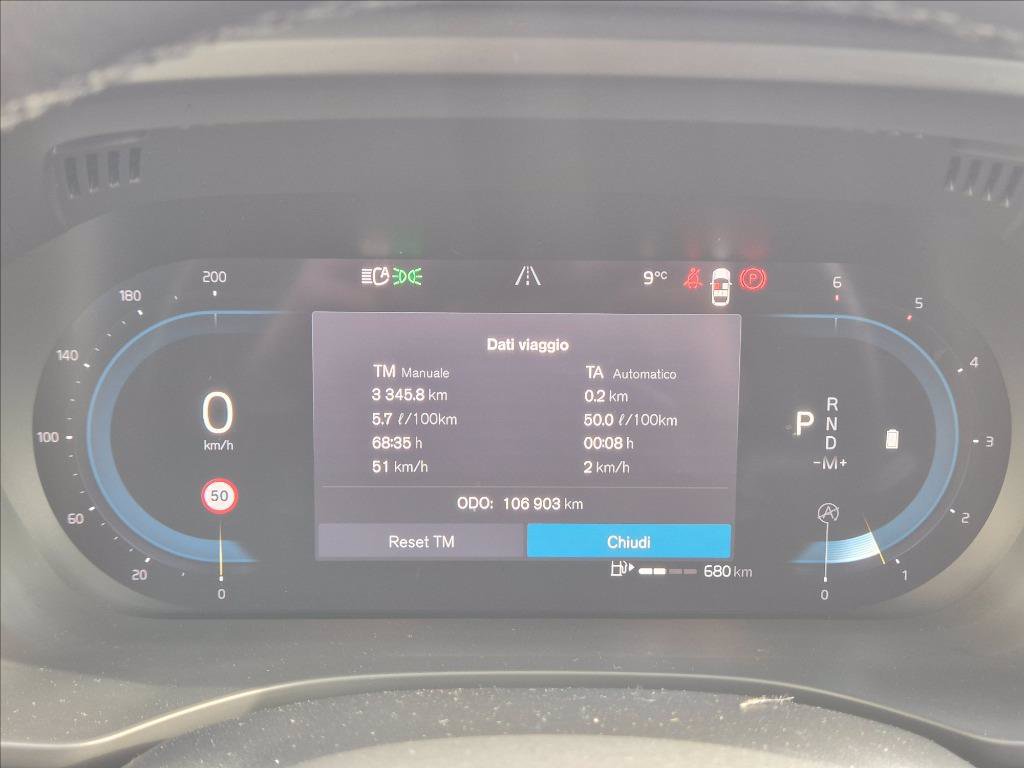 200
180
140
100
60
20
0
A
9°C
P
6
5
4
3
2
1
0
0
km/h
50
Dati viaggio
TM Manuale
3 345.8 km
5.7 ℓ/100km
68:35 h
51 km/h
TA Automatico
0.2 km
50.0 ℓ/100km
00:08 h
2 km/h
ODO: 106 903 km
Reset TM
Chiudi
680 km
P
R
N
D
-M+
A